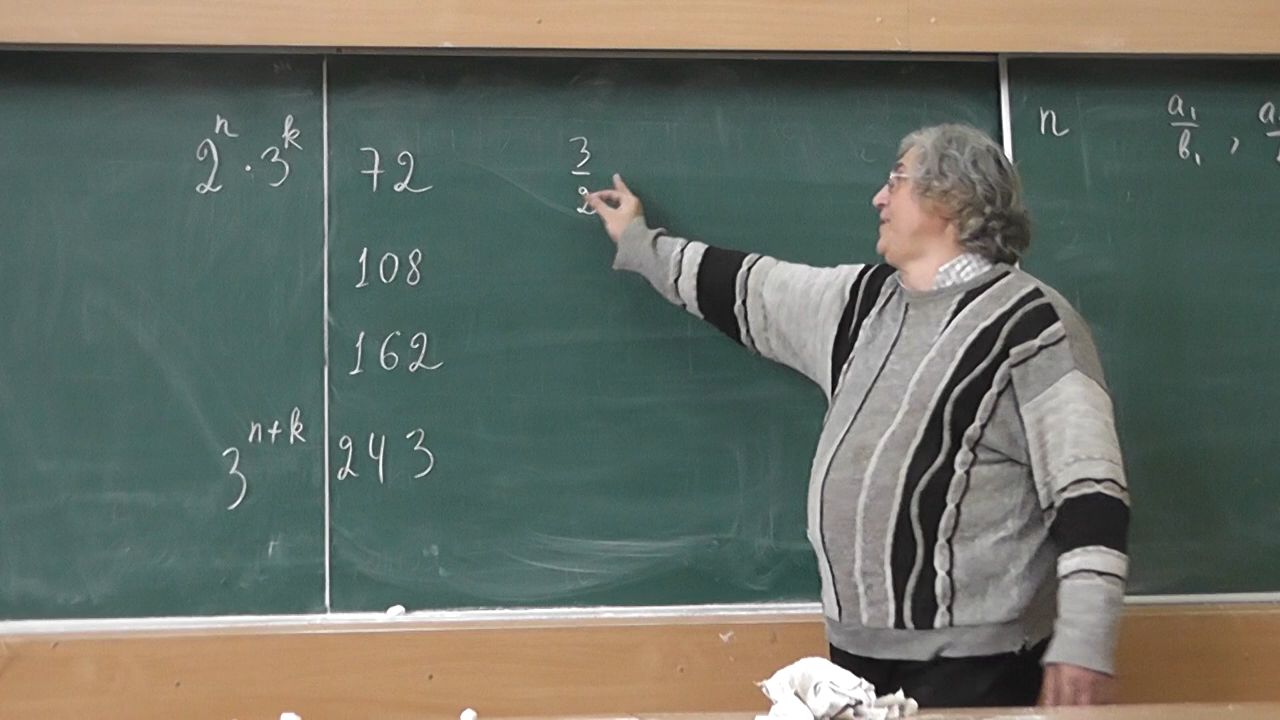 2^n · 3^k
72
108
162
3^{n+k}
243
3/2
n a₁/b₁ ,